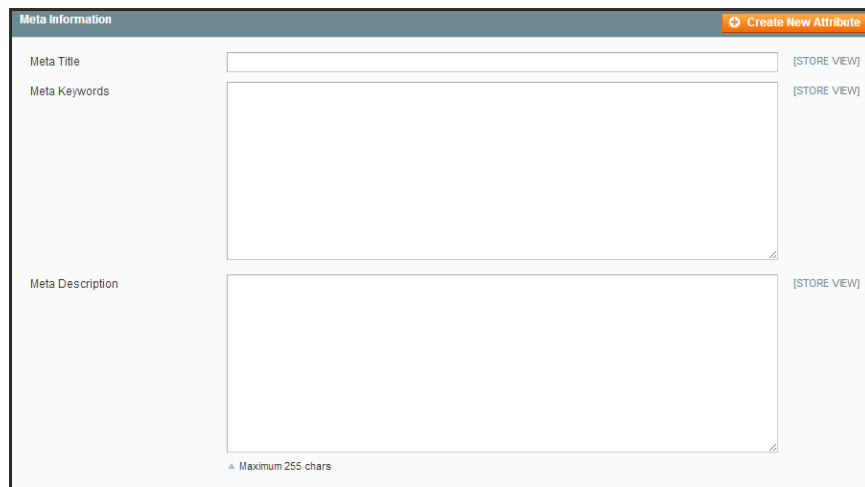 Meta Information
Create New Attribute
Meta Title
[STORE VIEW]
Meta Keywords
[STORE VIEW]
Meta Description
[STORE VIEW]
Maximum 255 chars